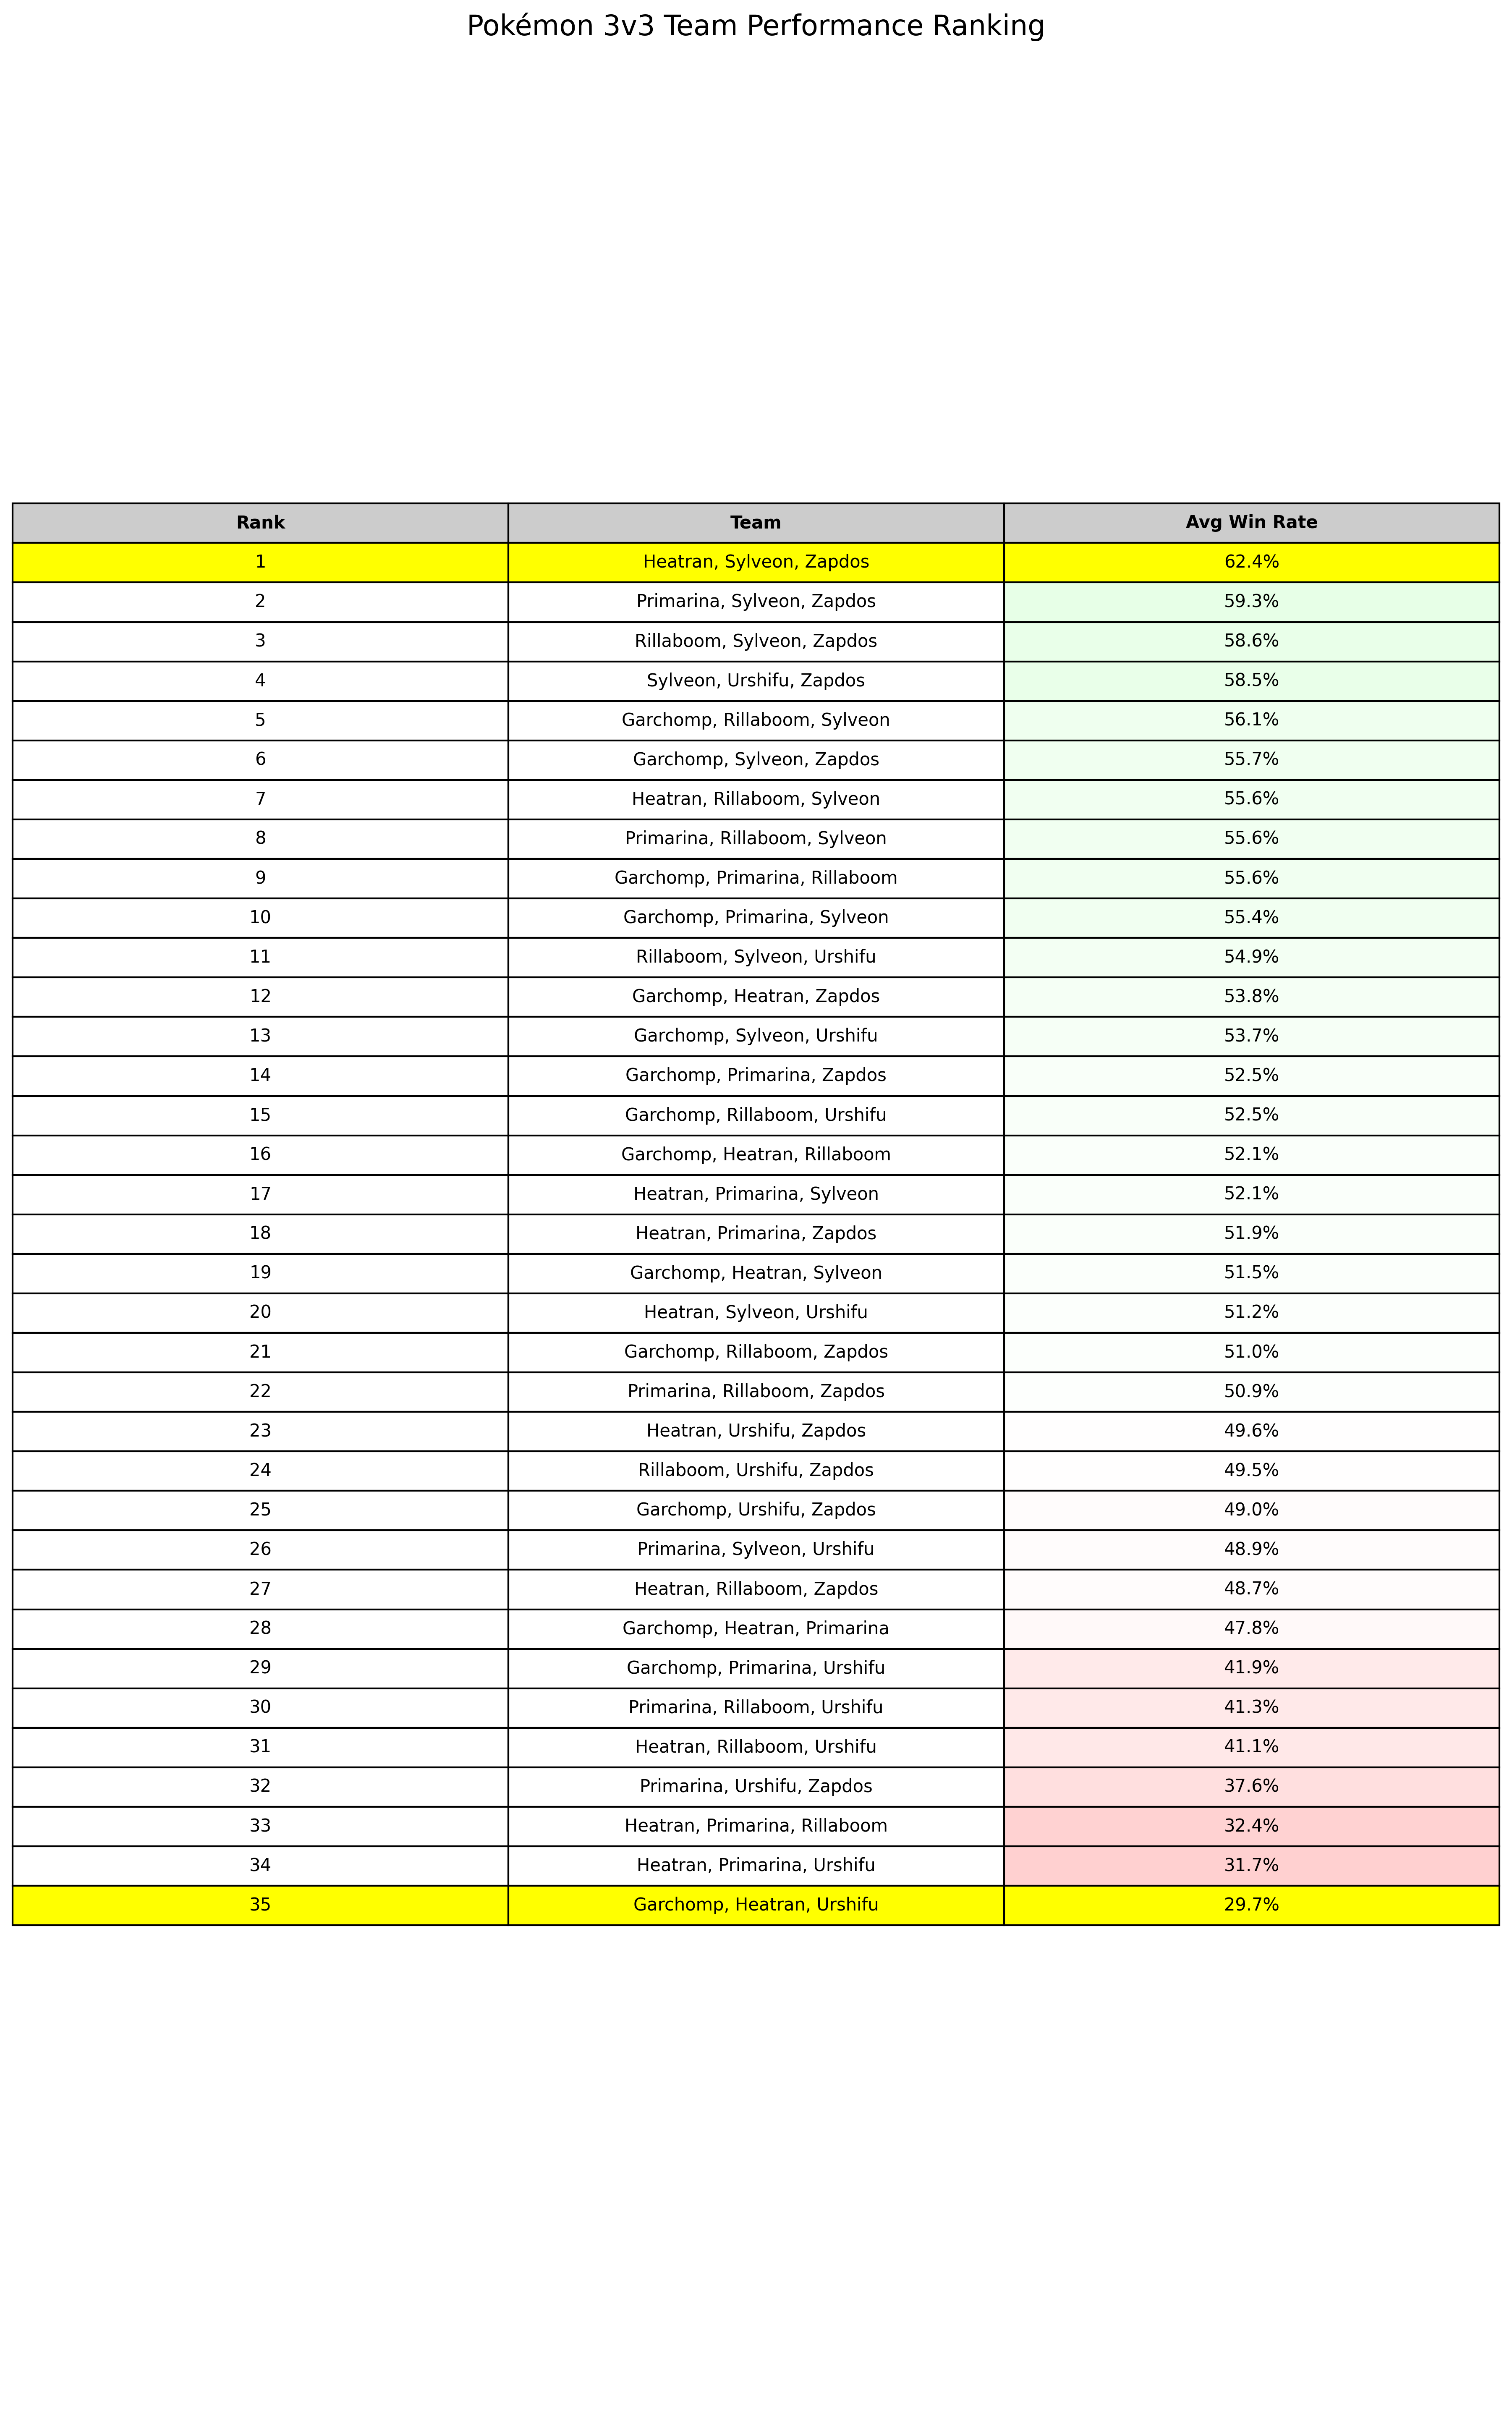 Pokémon 3v3 Team Performance Ranking
Rank Team Avg Win Rate
1 Heatran, Sylveon, Zapdos 62.4%
2 Primarina, Sylveon, Zapdos 59.3%
3 Rillaboom, Sylveon, Zapdos 58.6%
4 Sylveon, Urshifu, Zapdos 58.5%
5 Garchomp, Rillaboom, Sylveon 56.1%
6 Garchomp, Sylveon, Zapdos 55.7%
7 Heatran, Rillaboom, Sylveon 55.6%
8 Primarina, Rillaboom, Sylveon 55.6%
9 Garchomp, Primarina, Rillaboom 55.6%
10 Garchomp, Primarina, Sylveon 55.4%
11 Rillaboom, Sylveon, Urshifu 54.9%
12 Garchomp, Heatran, Zapdos 53.8%
13 Garchomp, Sylveon, Urshifu 53.7%
14 Garchomp, Primarina, Zapdos 52.5%
15 Garchomp, Rillaboom, Urshifu 52.5%
16 Garchomp, Heatran, Rillaboom 52.1%
17 Heatran, Primarina, Sylveon 52.1%
18 Heatran, Primarina, Zapdos 51.9%
19 Garchomp, Heatran, Sylveon 51.5%
20 Heatran, Sylveon, Urshifu 51.2%
21 Garchomp, Rillaboom, Zapdos 51.0%
22 Primarina, Rillaboom, Zapdos 50.9%
23 Heatran, Urshifu, Zapdos 49.6%
24 Rillaboom, Urshifu, Zapdos 49.5%
25 Garchomp, Urshifu, Zapdos 49.0%
26 Primarina, Sylveon, Urshifu 48.9%
27 Heatran, Rillaboom, Zapdos 48.7%
28 Garchomp, Heatran, Primarina 47.8%
29 Garchomp, Primarina, Urshifu 41.9%
30 Primarina, Rillaboom, Urshifu 41.3%
31 Heatran, Rillaboom, Urshifu 41.1%
32 Primarina, Urshifu, Zapdos 37.6%
33 Heatran, Primarina, Rillaboom 32.4%
34 Heatran, Primarina, Urshifu 31.7%
35 Garchomp, Heatran, Urshifu 29.7%